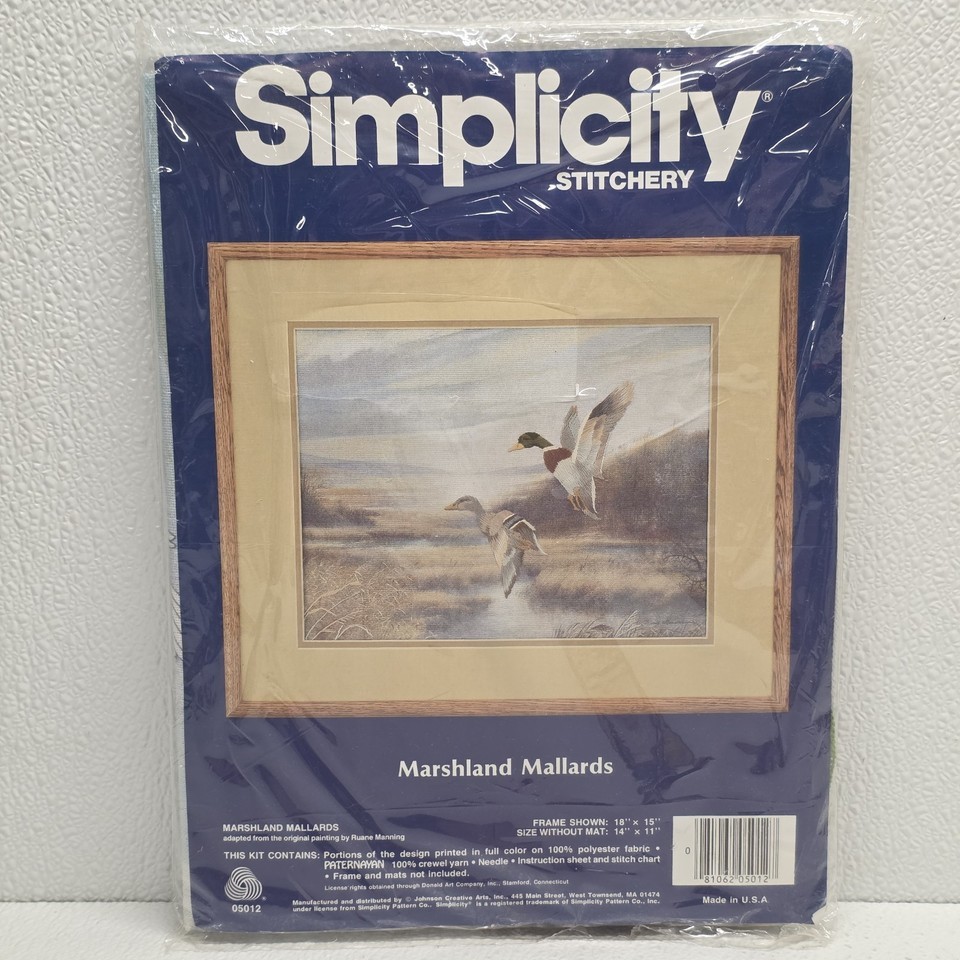 Simplicity®
STITCHERY
Marshland Mallards
MARSHLAND MALLARDS
adapted from the original painting by Ruane Manning
FRAME SHOWN: 18" × 15"
SIZE WITHOUT MAT: 14" × 11"
THIS KIT CONTAINS: Portions of the design printed in full color on 100% polyester fabric •
PATERNAYAN 100% crewel yarn • Needle • Instruction sheet and stitch chart
• Frame and mats not included.
License rights obtained through Donald Art Company, Inc., Stamford, Connecticut
Manufactured and distributed by © Johnson Creative Arts, Inc., 445 Main Street, West Townsend, MA 01474
under license from Simplicity Pattern Co., Simplicity® is a registered trademark of Simplicity Pattern Co., Inc.
05012
0 81062 05012
Made in U.S.A